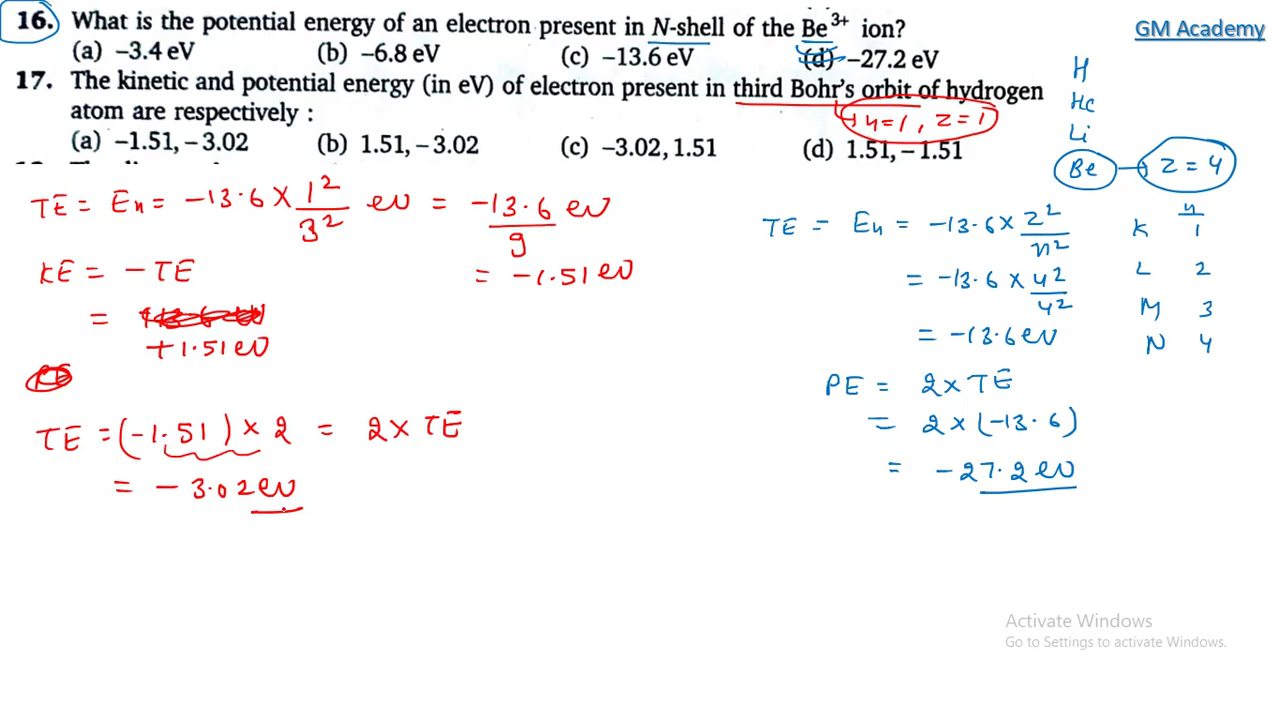 16. What is the potential energy of an electron present in N-shell of the Be3+ ion?
GM Academy
(a) –3.4 eV (b) –6.8 eV (c) –13.6 eV (d) –27.2 eV
17. The kinetic and potential energy (in eV) of electron present in third Bohr's orbit of hydrogen
atom are respectively :
n=1, z=1
(a) –1.51, –3.02 (b) 1.51, –3.02 (c) –3.02, 1.51 (d) 1.51, –1.51
H
He
Li
Be → Z = 4
TE = En = -13.6 × 1²/3² ev = -13.6 ev/9
= -1.51 ev
KE = - TE
=
+1.51 ev
TE = (-1.51) × 2 = 2 × TE
= - 3.02 ev
TE = En = -13.6 × Z²/n²
= -13.6 × 4²/4²
= -13.6 ev
PE = 2 × TE
= 2 × (-13.6)
= -27.2 ev
n
K 1
L 2
M 3
N 4
Activate Windows
Go to Settings to activate Windows.